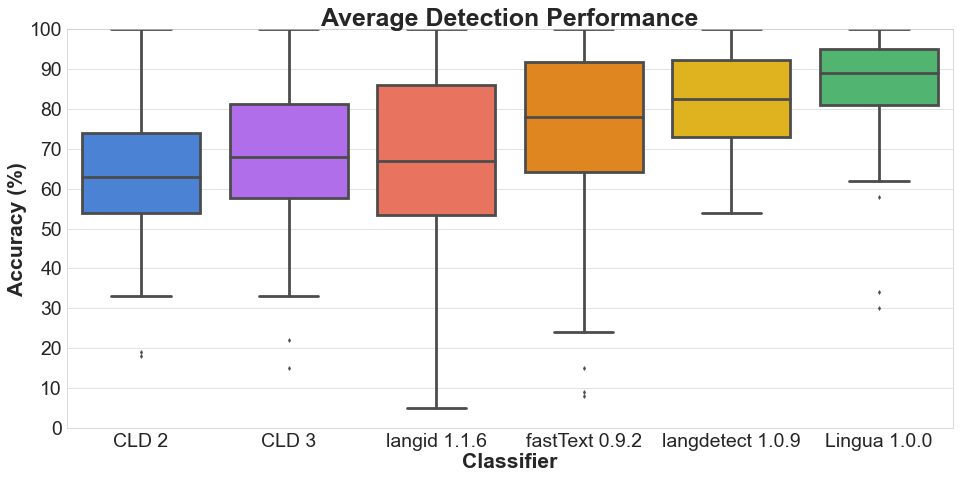 Average Detection Performance
Accuracy (%)
100
90
80
70
60
50
40
30
20
10
0
CLD 2 CLD 3 langid 1.1.6 fastText 0.9.2 langdetect 1.0.9 Lingua 1.0.0
Classifier